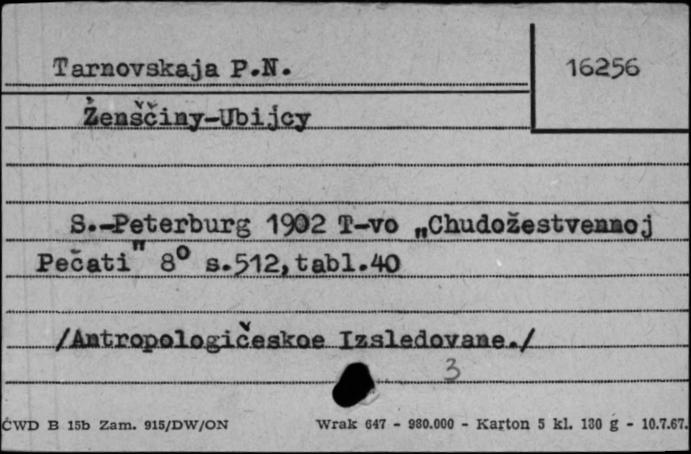 Tarnovskaja P.N.
16256
Ženščiny-Ubijcy
S.-Peterburg 1902 T-vo „Chudožestvennoj
Pečati" 8° s.512,tabl.40
/Antropologičeskoe Izsledovane./
3
ĆWD B 15b Zam. 915/DW/ON Wrak 647 - 980.000 - Karton 5 kl. 130 g - 10.7.67.